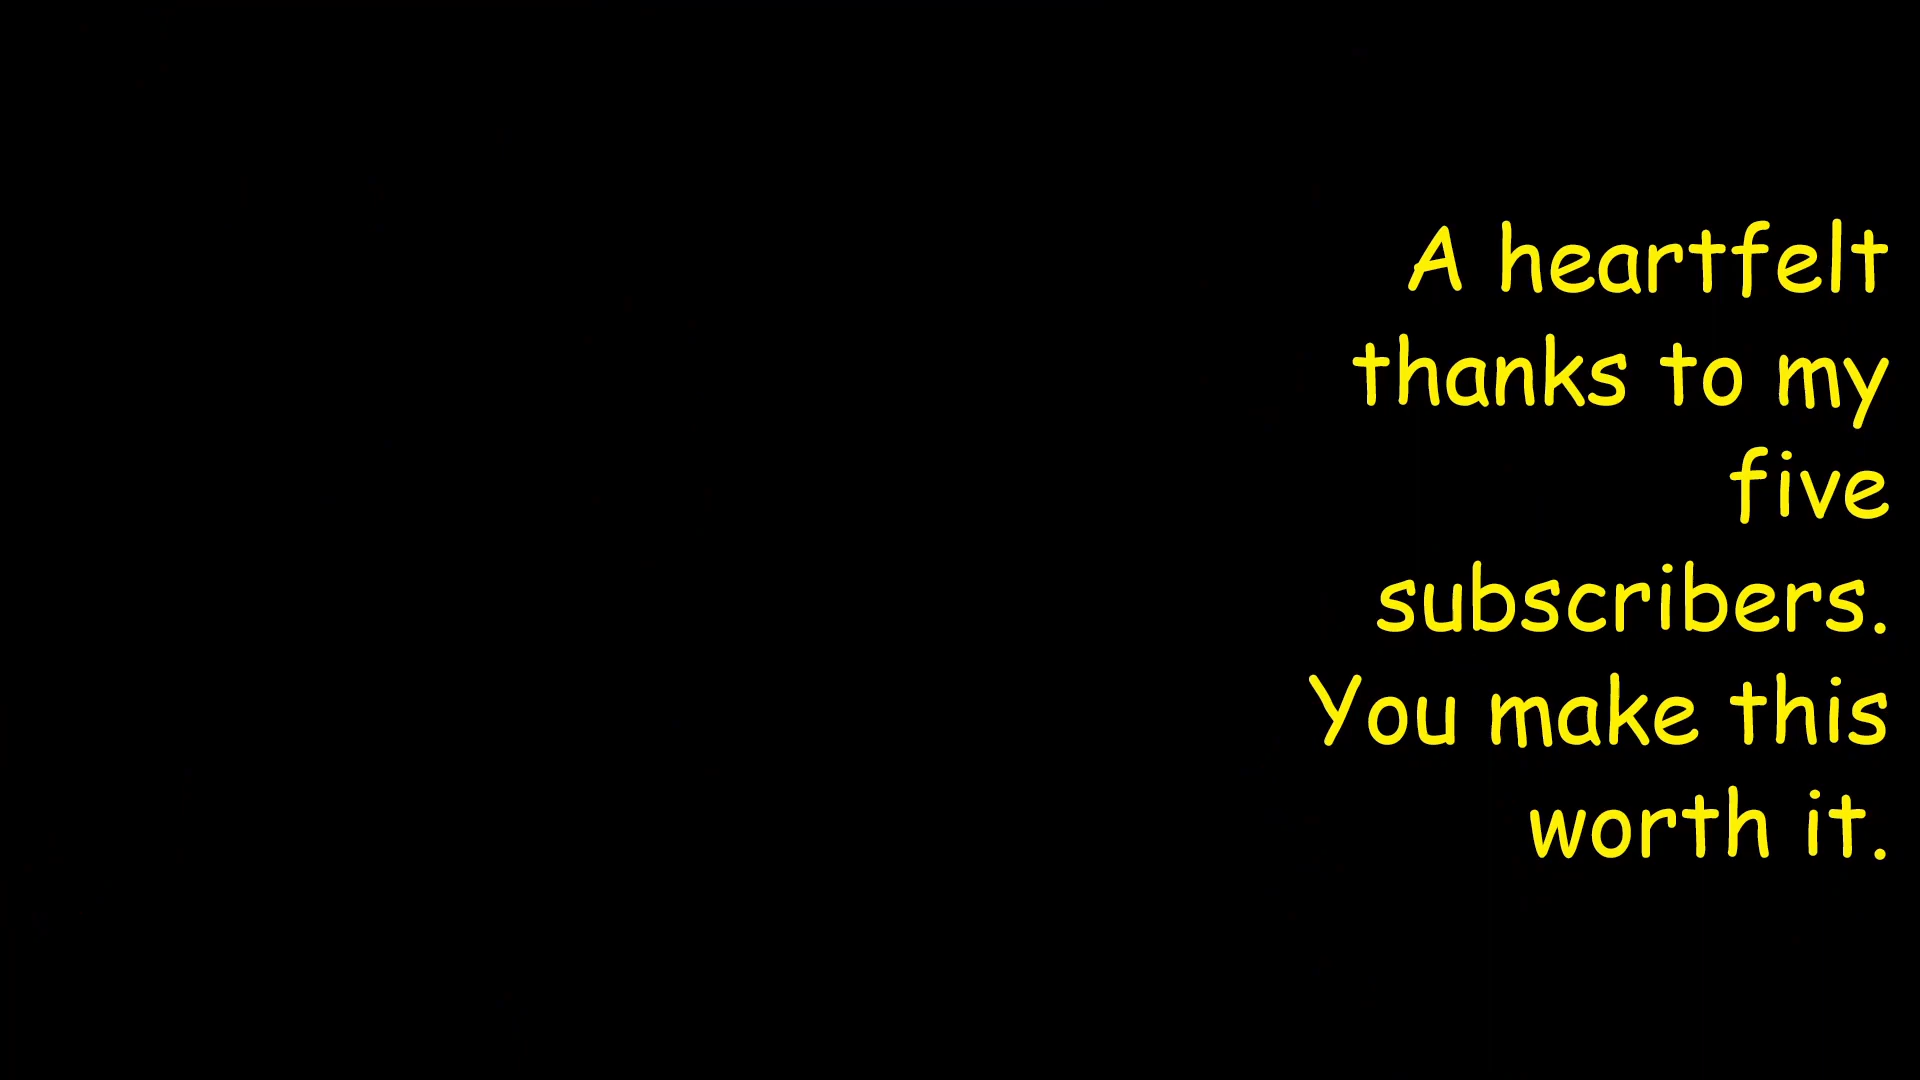 A heartfelt
thanks to my
five
subscribers.
You make this
worth it.